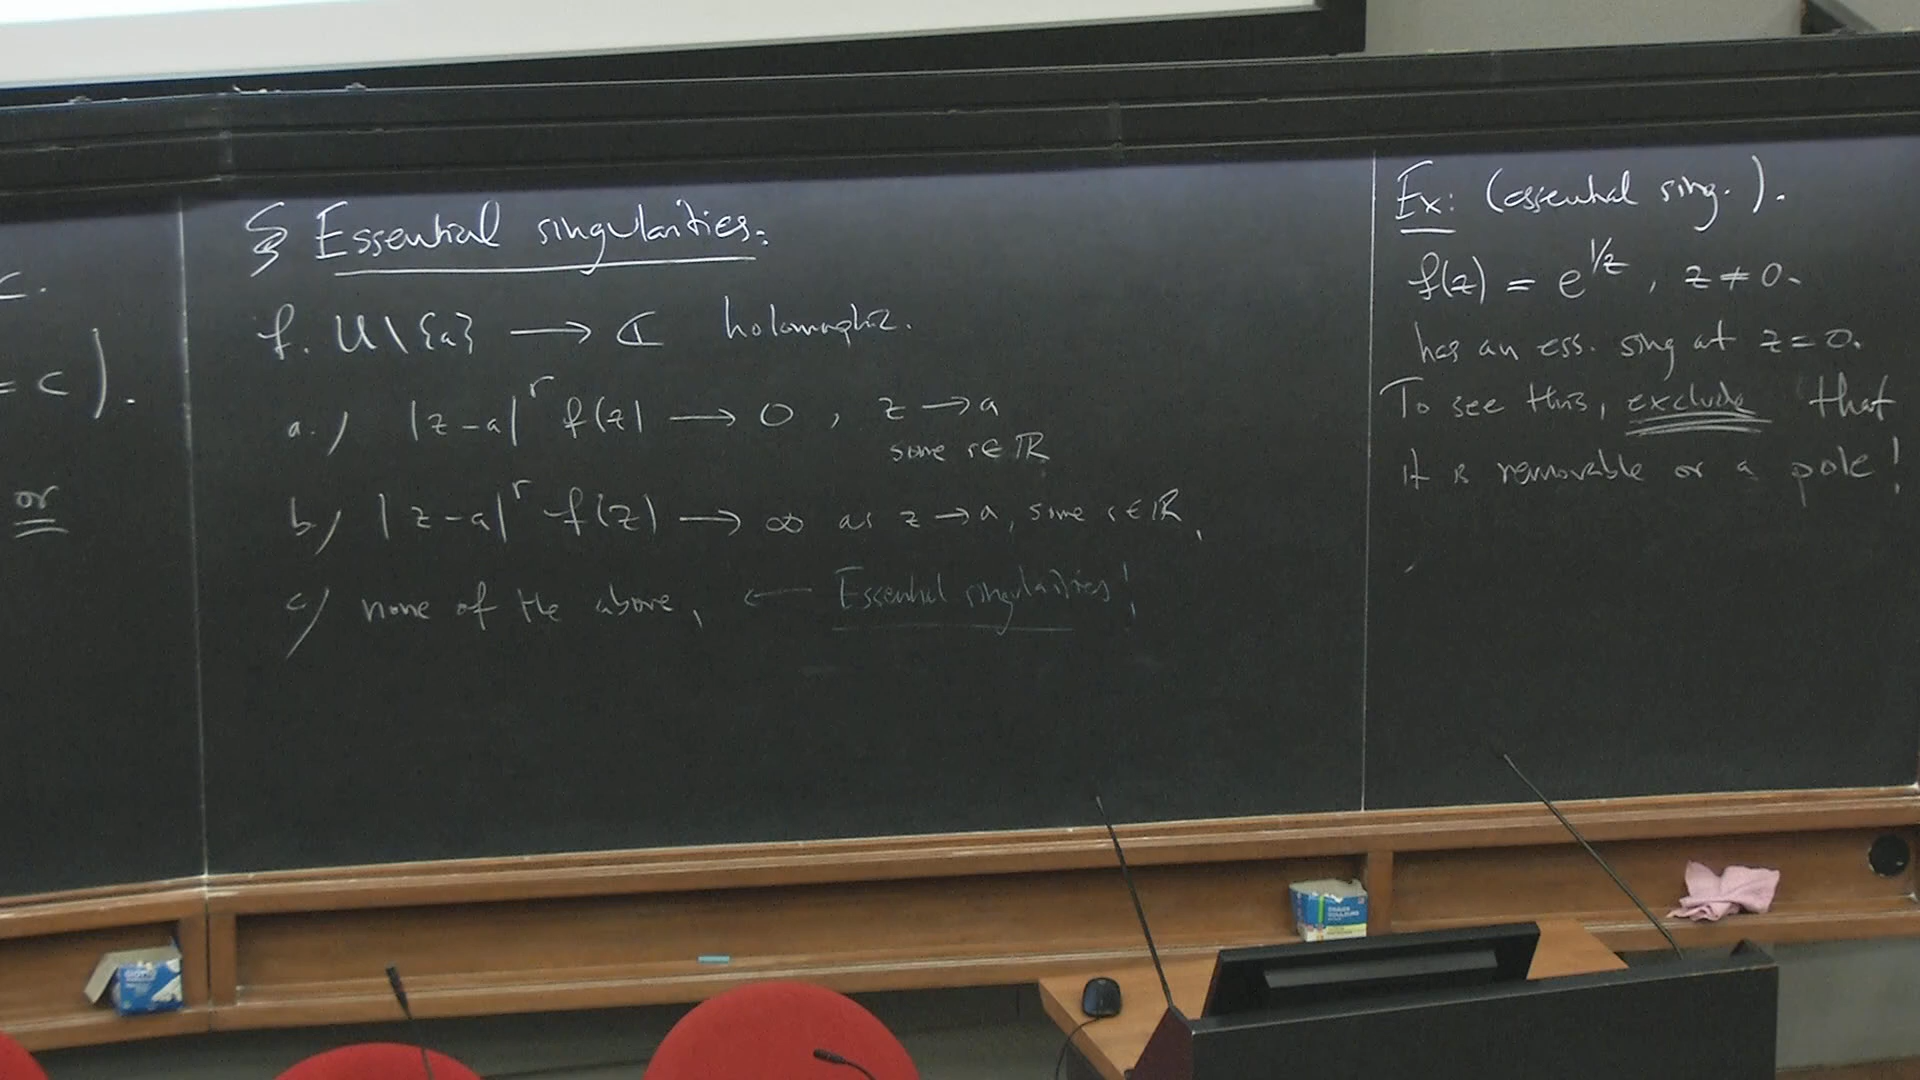 c.
= c).
or
§ Essential singularities:
f. U\{a} → ℂ holomorphic.
a.) |z-a|^r f(z) → 0, z → a
some r∈ℝ
b) |z-a|^r f(z) → ∞ as z → a, some r∈ℝ,
c) none of the above, ← Essential singularities!
Ex: (essential sing.).
f(z) = e^{1/z}, z ≠ 0.
has an ess. sing at z=0.
To see this, exclude that
it is removable or a pole!
GIOTTO